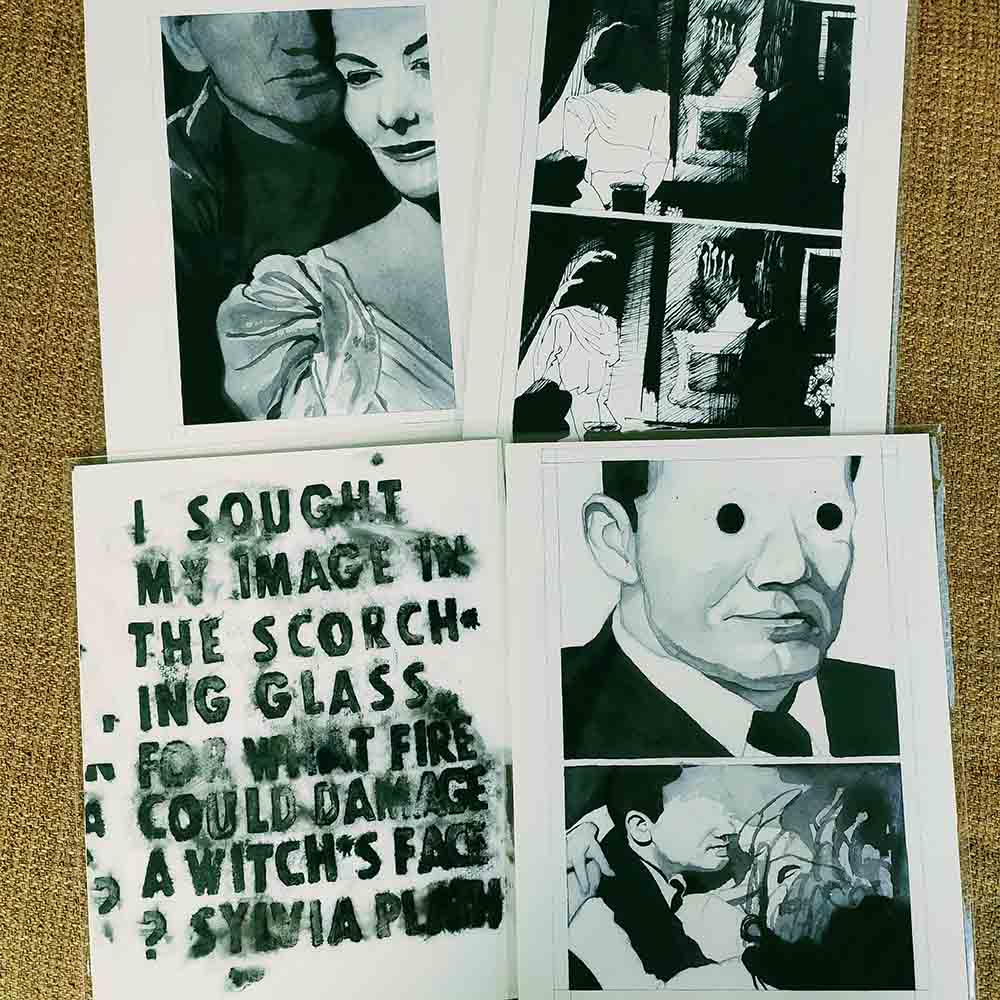 I SOUGHT
MY IMAGE IN
THE SCORCH*
ING GLASS.
FOR WHAT FIRE
COULD DAMAGE
A WITCH*S FACE
? SYLVIA PLATH